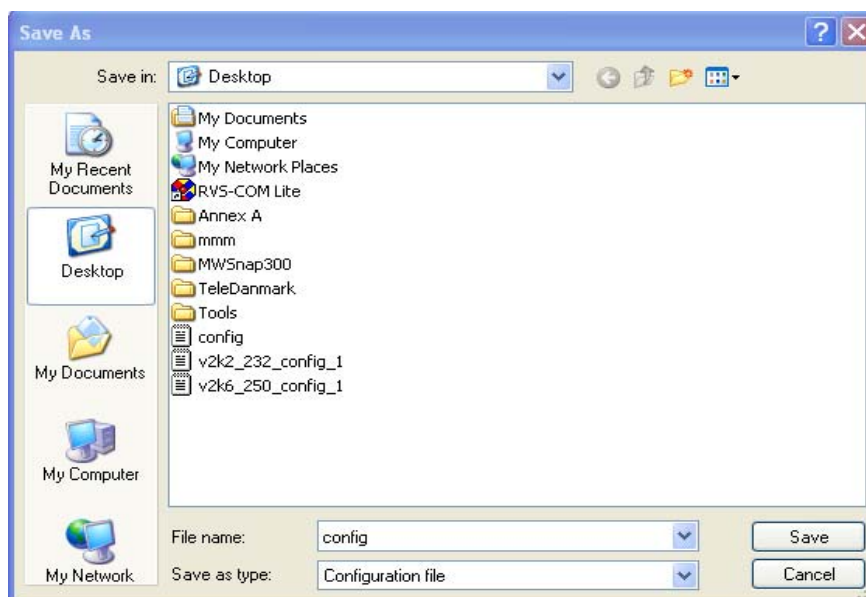 Save As
Save in:
Desktop
My Recent
Documents
Desktop
My Documents
My Computer
My Network
My Documents
My Computer
My Network Places
RVS-COM Lite
Annex A
mmm
MWSnap300
TeleDanmark
Tools
config
v2k2_232_config_1
v2k6_250_config_1
File name:
config
Save
Save as type:
Configuration file
Cancel